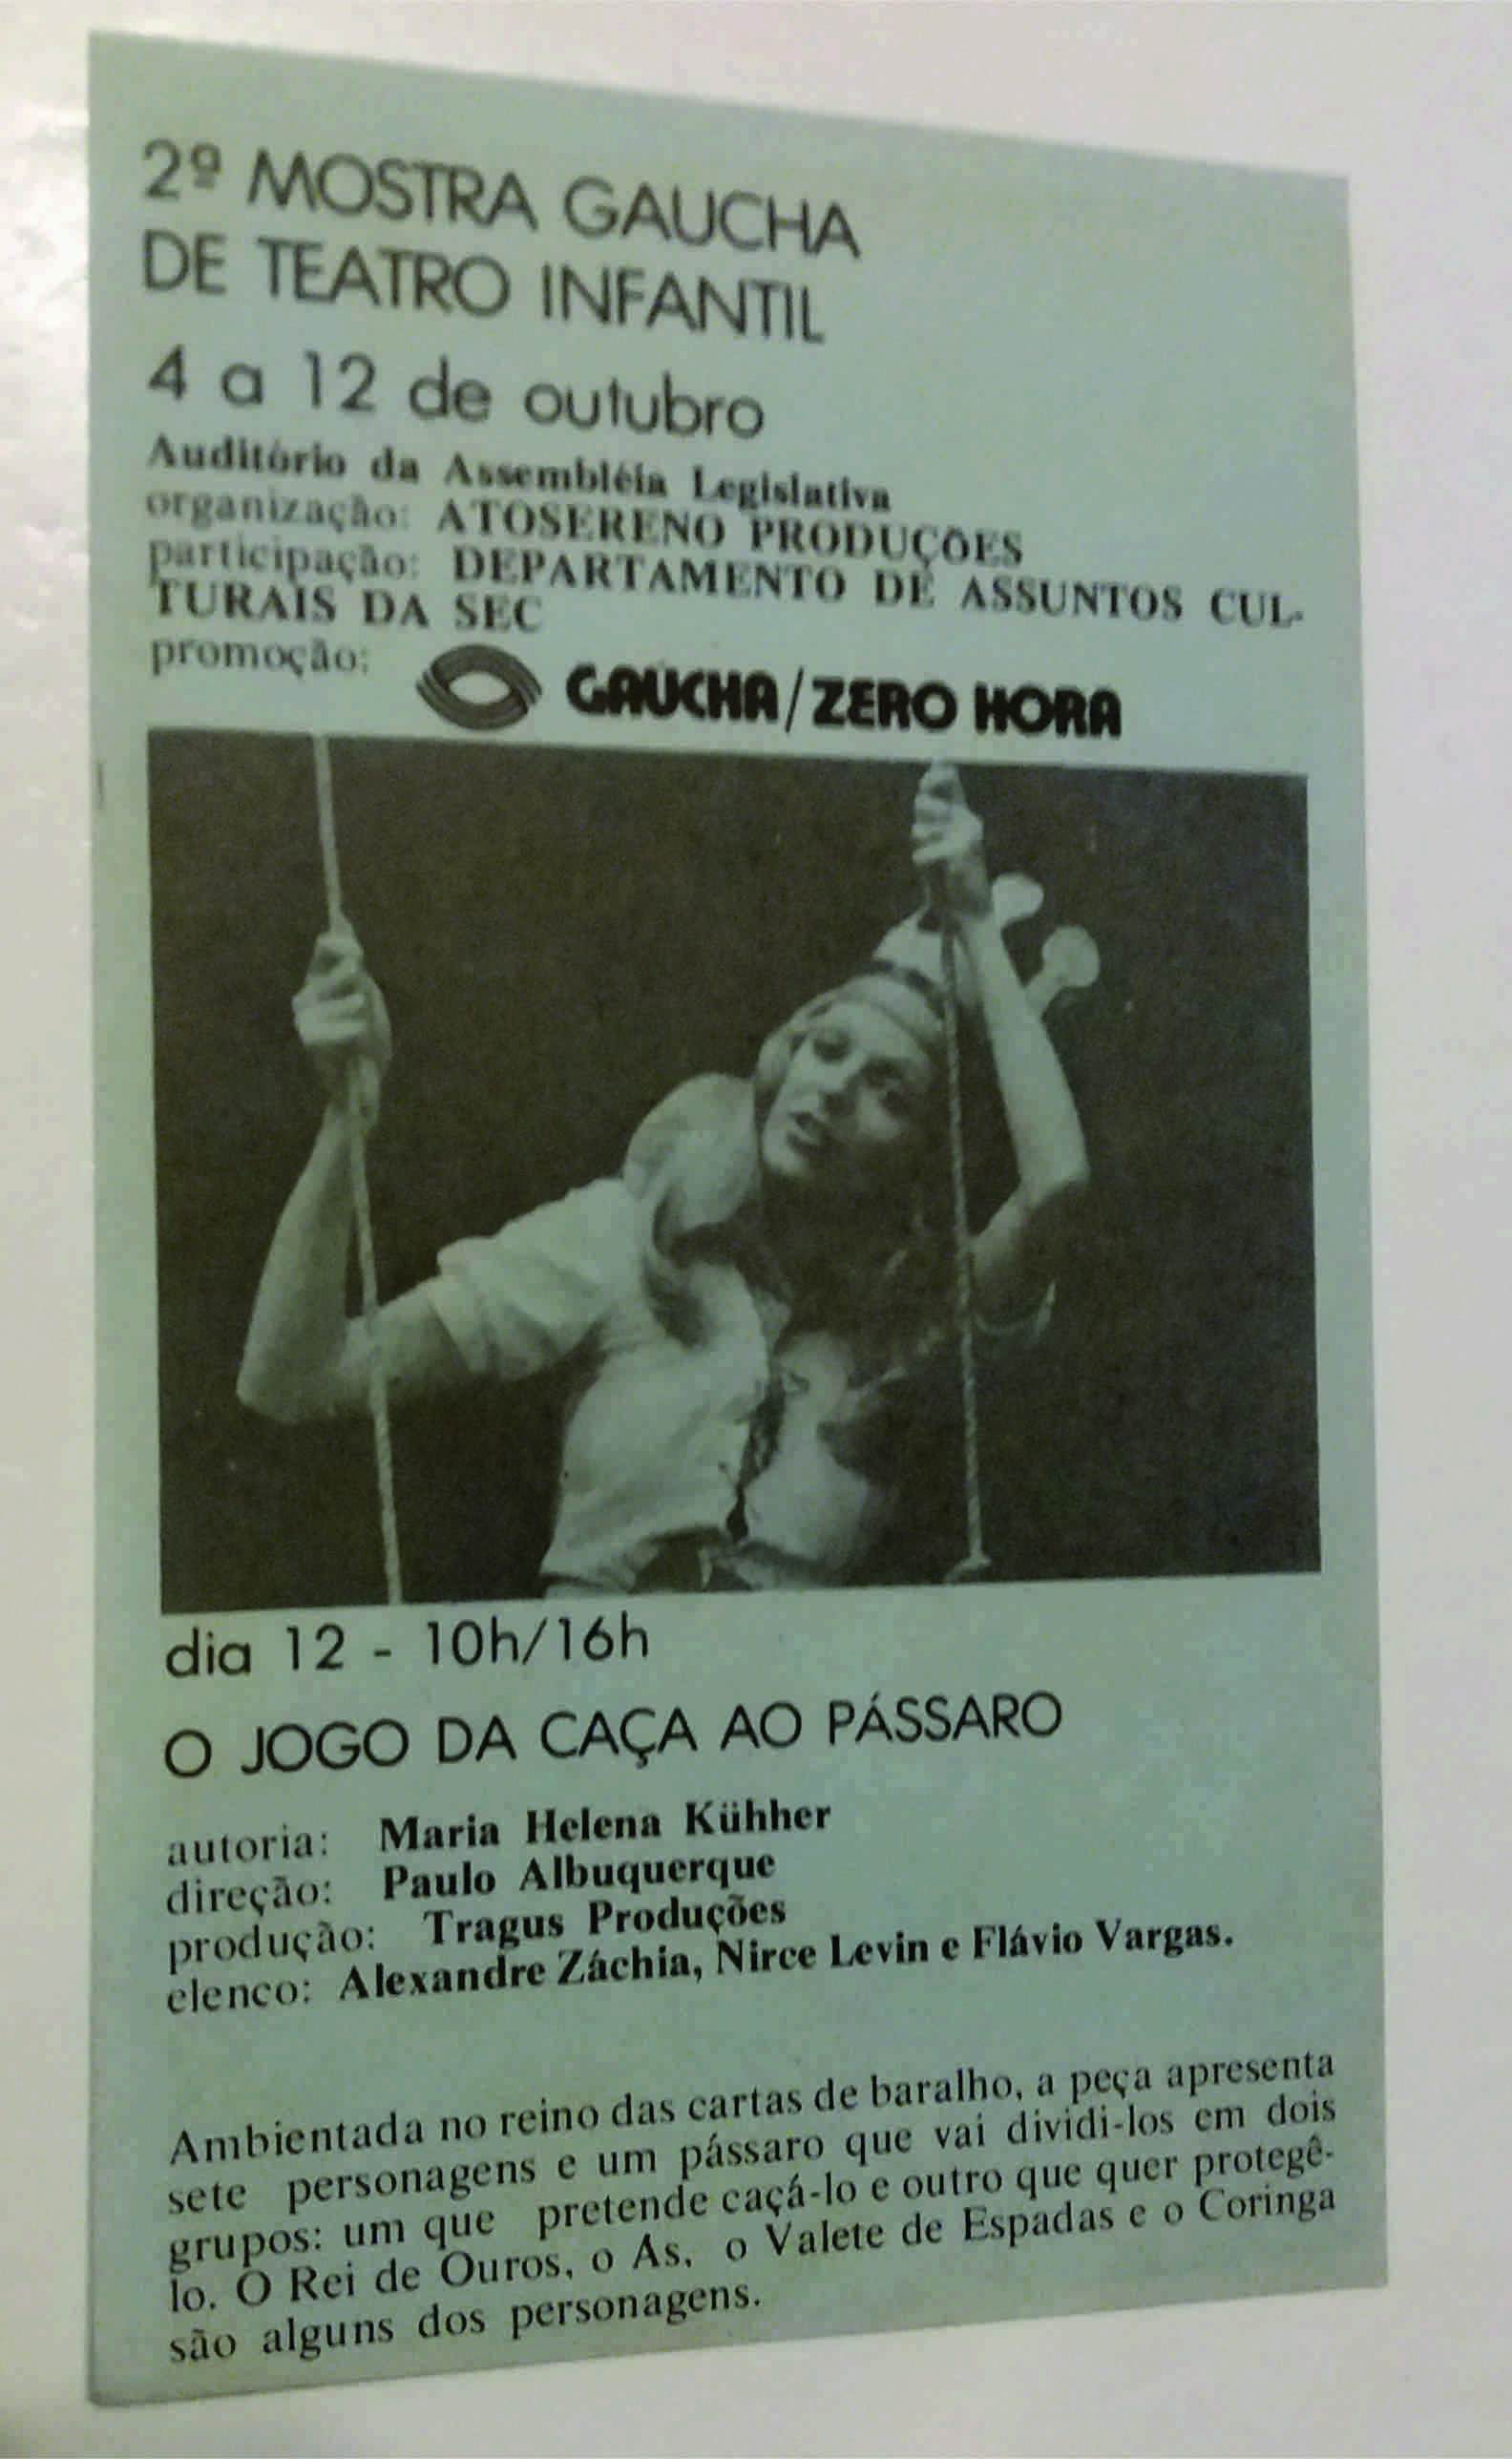 2º MOSTRA GAUCHA
DE TEATRO INFANTIL
4 a 12 de outubro
Auditório da Assembléia Legislativa
organização: ATOSERENO PRODUÇÕES
participação: DEPARTAMENTO DE ASSUNTOS CUL-
TURAIS DA SEC
promoção: GAUCHA/ZERO HORA
dia 12 - 10h/16h
O JOGO DA CAÇA AO PÁSSARO
autoria: Maria Helena Kühher
direção: Paulo Albuquerque
produção: Tragus Produções
elenco: Alexandre Záchia, Nirce Levin e Flávio Vargas.
Ambientada no reino das cartas de baralho, a peça apresenta
sete personagens e um pássaro que vai dividi-los em dois
grupos: um que pretende caçá-lo e outro que quer protegê-
lo. O Rei de Ouros, o As, o Valete de Espadas e o Coringa
são alguns dos personagens.